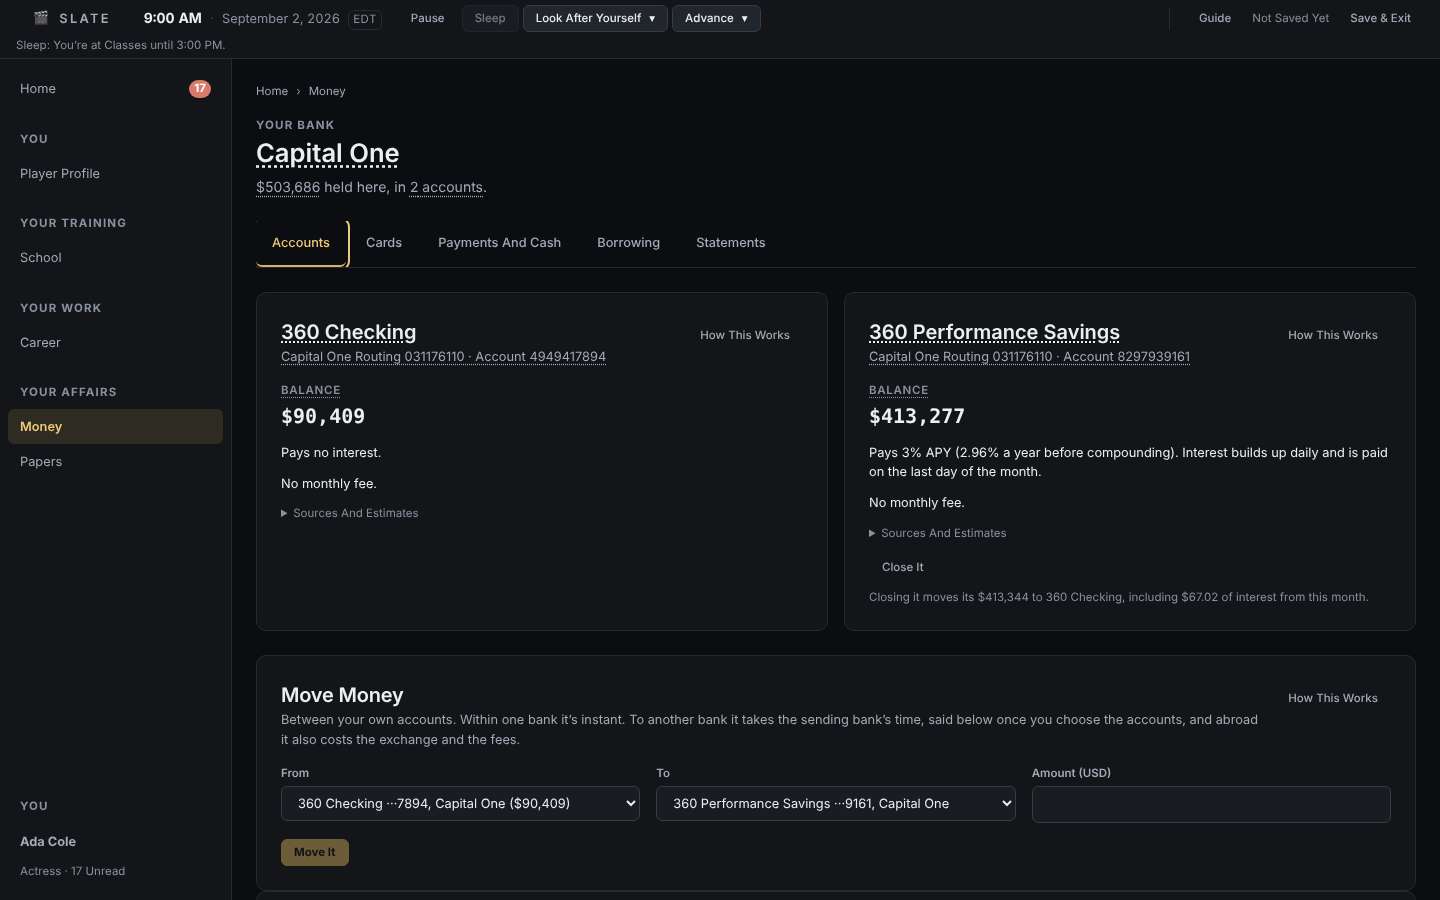 SLATE
9:00 AM · September 2, 2026 EDT
Pause
Sleep
Look After Yourself ▾
Advance ▾
Guide
Not Saved Yet
Save & Exit
Sleep: You're at Classes until 3:00 PM.
Home
17
YOU
Player Profile
YOUR TRAINING
School
YOUR WORK
Career
YOUR AFFAIRS
Money
Papers
YOU
Ada Cole
Actress · 17 Unread
Home › Money
YOUR BANK
Capital One
$503,686 held here, in 2 accounts.
Accounts
Cards
Payments And Cash
Borrowing
Statements
360 Checking
How This Works
Capital One Routing 031176110 · Account 4949417894
BALANCE
$90,409
Pays no interest.
No monthly fee.
▶ Sources And Estimates
360 Performance Savings
How This Works
Capital One Routing 031176110 · Account 8297939161
BALANCE
$413,277
Pays 3% APY (2.96% a year before compounding). Interest builds up daily and is paid
on the last day of the month.
No monthly fee.
▶ Sources And Estimates
Close It
Closing it moves its $413,344 to 360 Checking, including $67.02 of interest from this month.
Move Money
How This Works
Between your own accounts. Within one bank it's instant. To another bank it takes the sending bank's time, said below once you choose the accounts, and abroad
it also costs the exchange and the fees.
From
To
Amount (USD)
360 Checking ···7894, Capital One ($90,409)
360 Performance Savings ···9161, Capital One
Move It